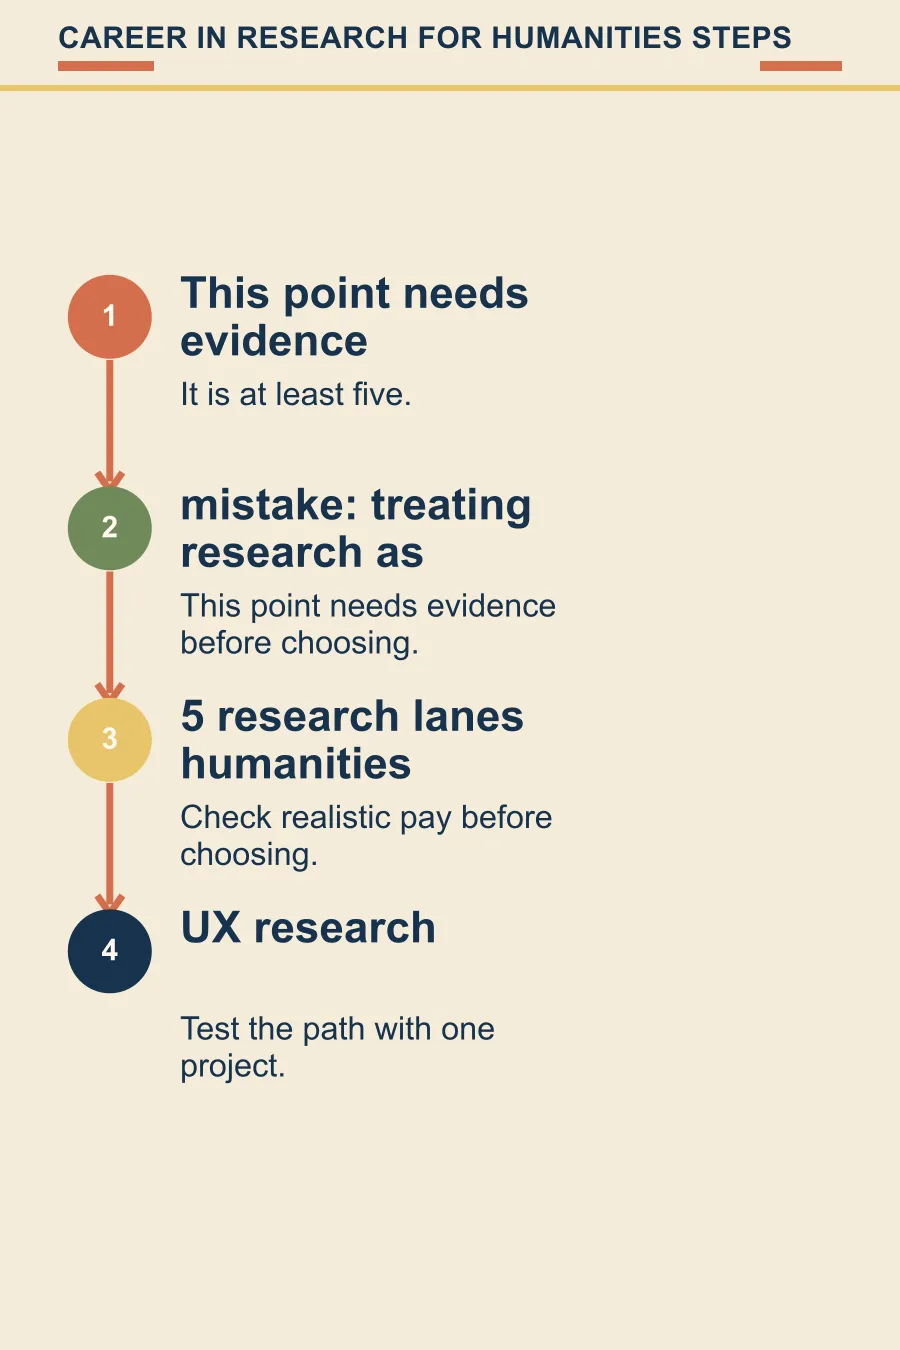 CAREER IN RESEARCH FOR HUMANITIES STEPS
1
This point needs
evidence
It is at least five.
2
mistake: treating
research as
This point needs evidence
before choosing.
3
5 research lanes
humanities
Check realistic pay before
choosing.
4
UX research
Test the path with one
project.